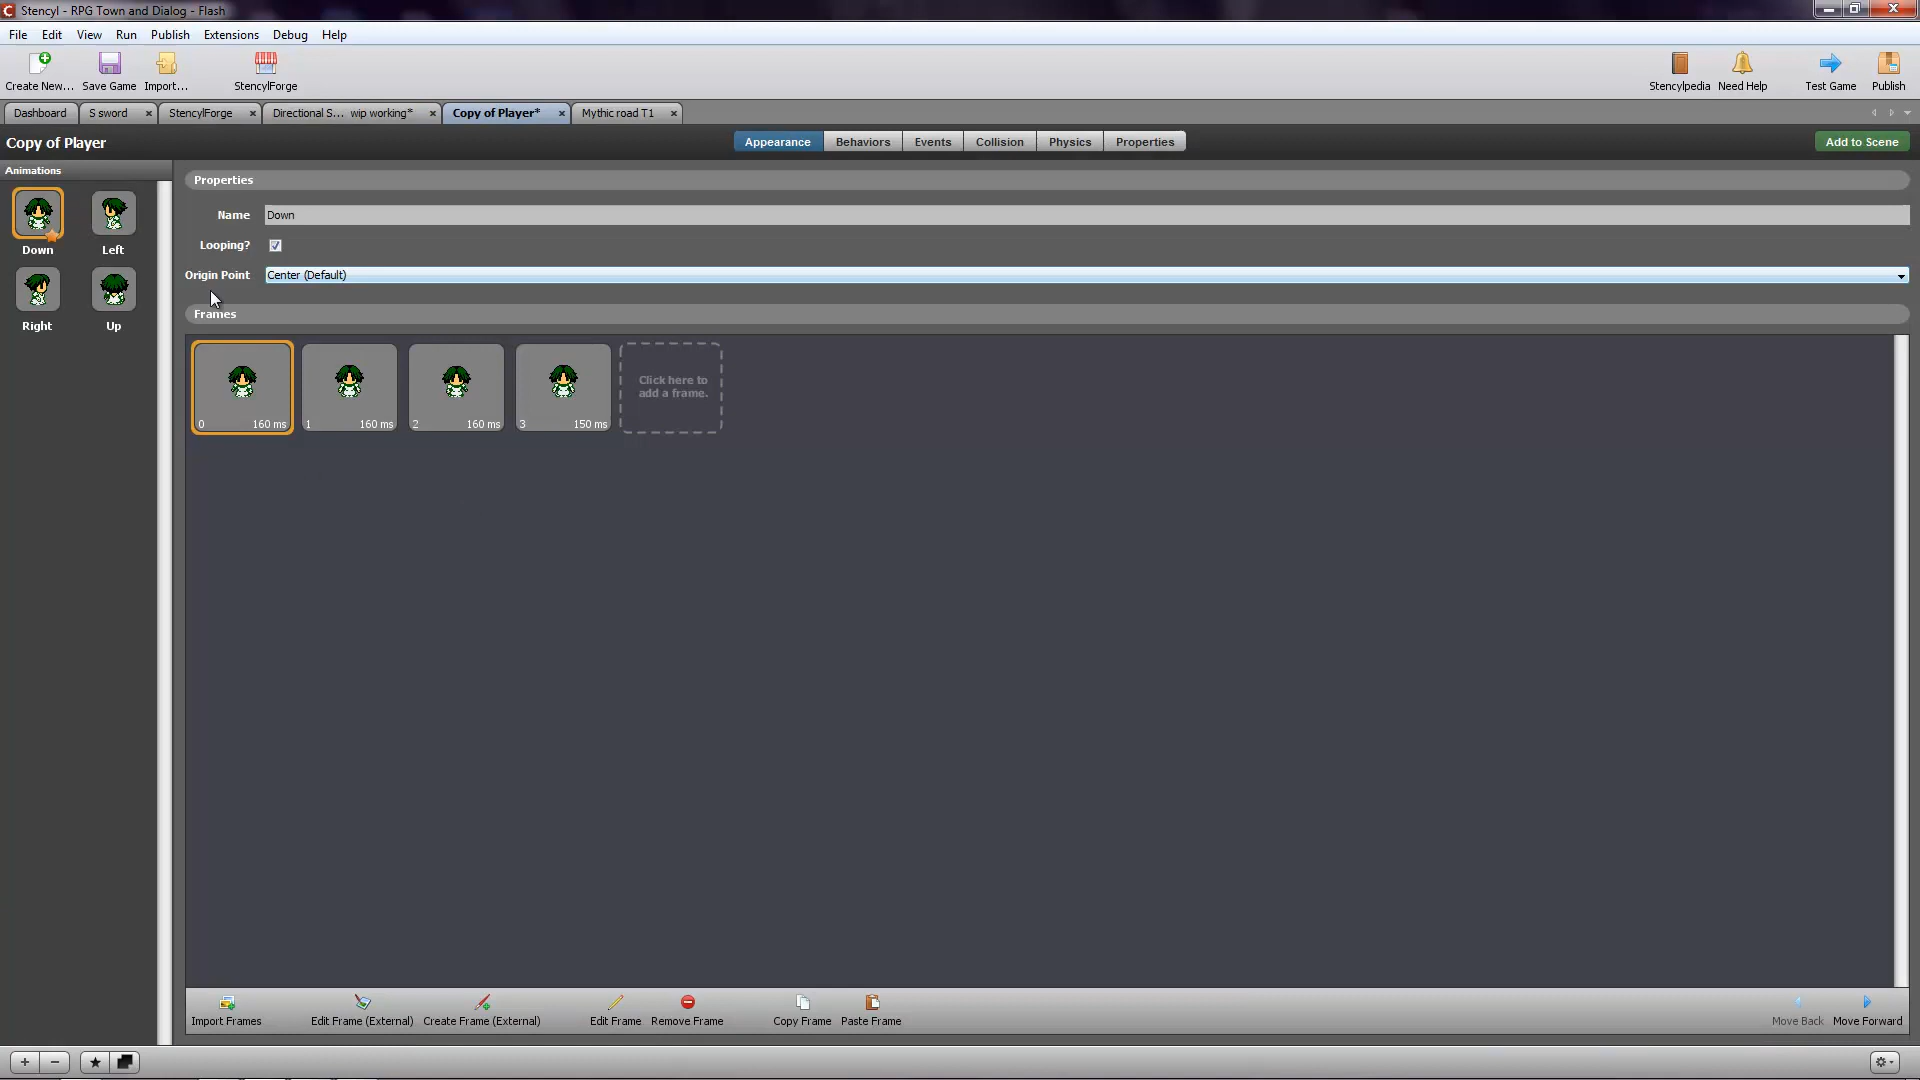 Stencyl - RPG Town and Dialog - Flash
File Edit View Run Publish Extensions Debug Help
Create New... Save Game Import... StencylForge Stencylpedia Need Help Test Game Publish
Dashboard S sword StencylForge Directional S... wip working* Copy of Player* Mythic road T1
Copy of Player Appearance Behaviors Events Collision Physics Properties Add to Scene
Animations
Down Left
Right Up
Properties
Name Down
Looping?
Origin Point Center (Default)
Frames
Click here to
add a frame.
0 160 ms 1 160 ms 2 160 ms 3 150 ms
Import Frames Edit Frame (External) Create Frame (External) Edit Frame Remove Frame Copy Frame Paste Frame Move Back Move Forward